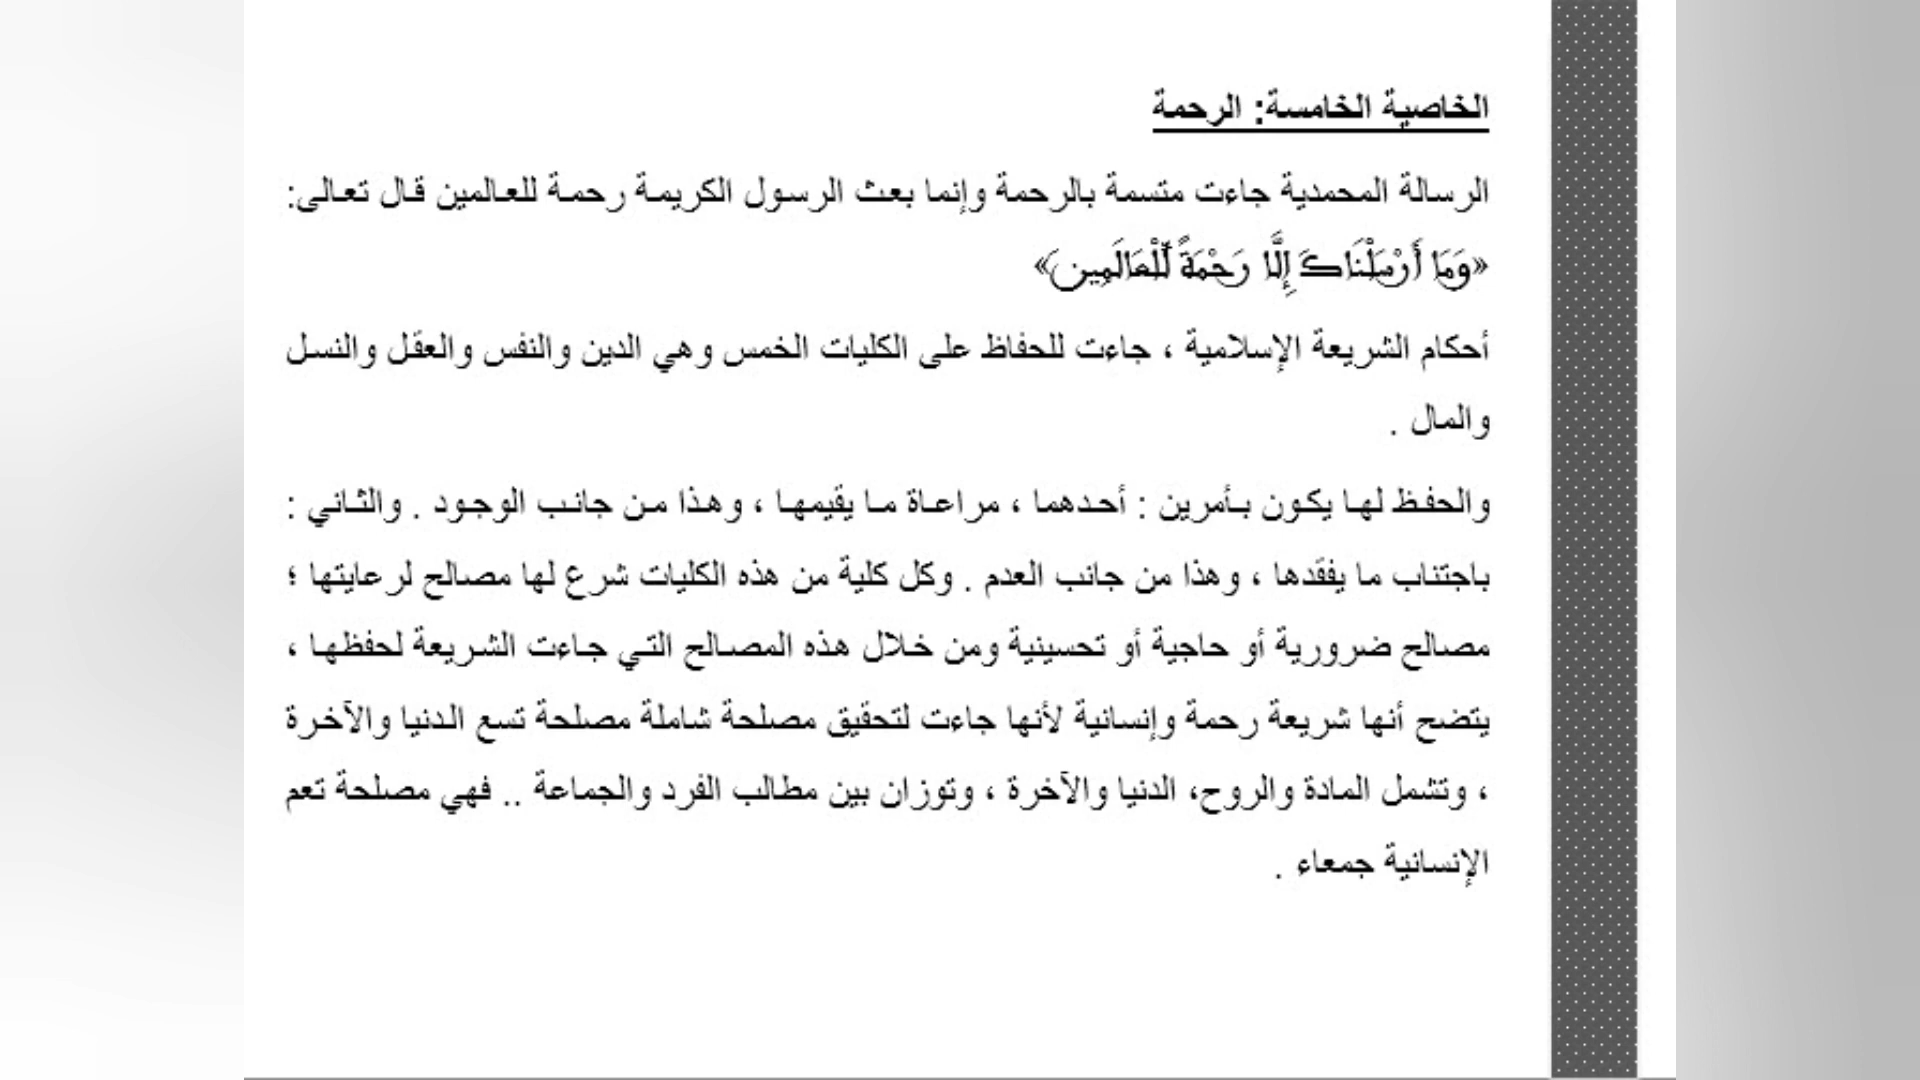 الخاصية الخامسة: الرحمة
الرسالة المحمدية جاءت متسمة بالرحمة وإنما بعث الرسول الكريمة رحمة للعالمين قال تعالى:
«وَمَا أَرْسَلْنَاكَ إِلَّا رَحْمَةً لِّلْعَالَمِين»
أحكام الشريعة الإسلامية ، جاءت للحفاظ على الكليات الخمس وهي الدين والنفس والعقل والنسل
والمال .
والحفظ لها يكون بأمرين : أحدهما ، مراعاة ما يقيمها ، وهذا من جانب الوجود . والثاني :
باجتناب ما يفقدها ، وهذا من جانب العدم . وكل كلية من هذه الكليات شرع لها مصالح لرعايتها ؛
مصالح ضرورية أو حاجية أو تحسينية ومن خلال هذه المصالح التي جاءت الشريعة لحفظها ،
يتضح أنها شريعة رحمة وإنسانية لأنها جاءت لتحقيق مصلحة شاملة مصلحة تسع الدنيا والآخرة
، وتشمل المادة والروح، الدنيا والآخرة ، وتوزان بين مطالب الفرد والجماعة .. فهي مصلحة تعم
الإنسانية جمعاء .